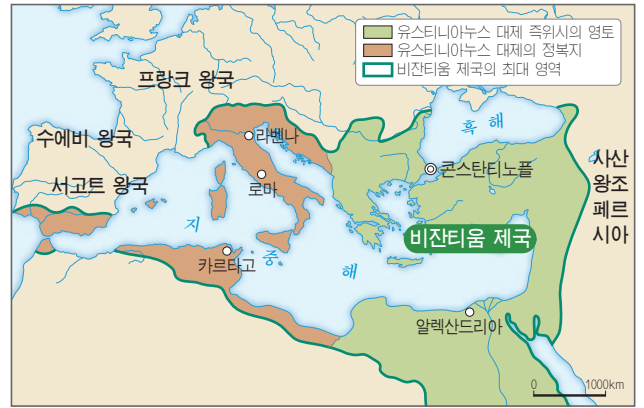 유스티니아누스 대제 즉위시의 영토
유스티니아누스 대제의 정복지
비잔티움 제국의 최대 영역
프랑크 왕국
흑해
수에비 왕국
라벤나
콘스탄티노플
사산
왕조
페르
시아
서고트 왕국
로마
지중해
비잔티움 제국
카르타고
알렉산드리아
0 1000km